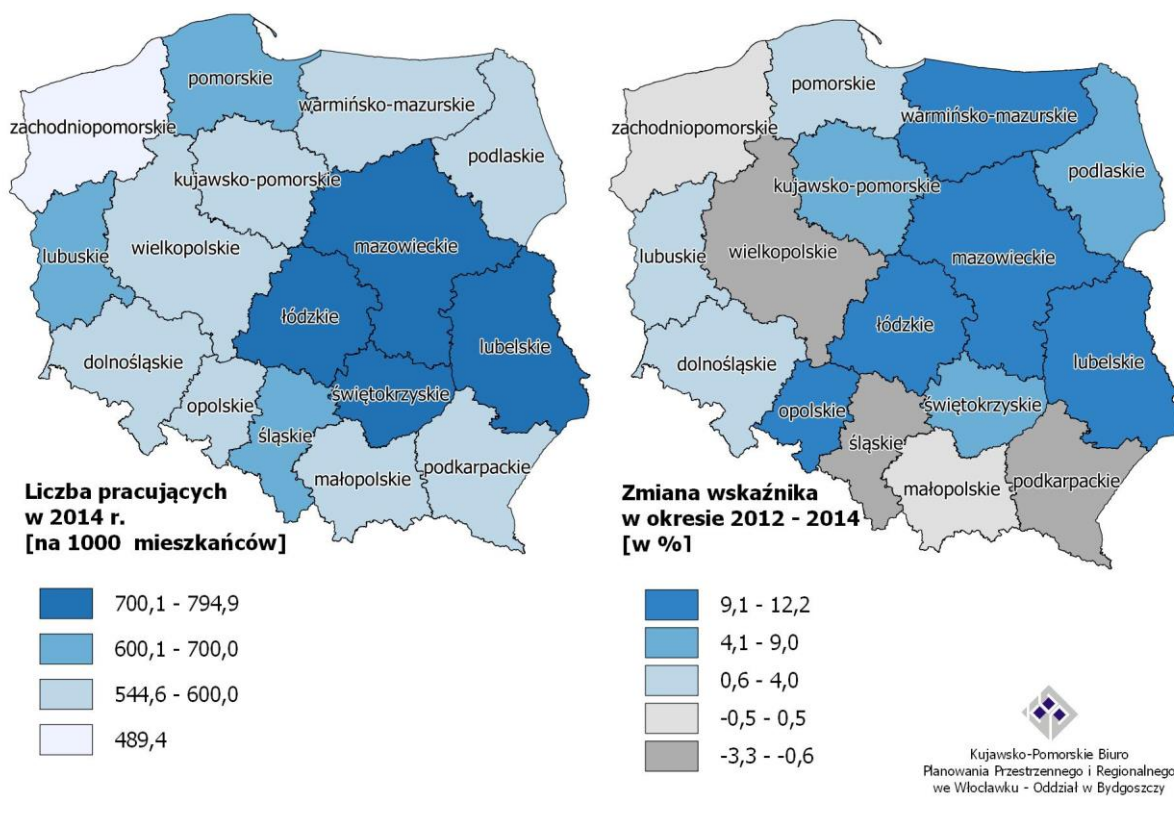 pomorskie
warmińsko-mazurskie
zachodniopomorskie
podlaskie
kujawsko-pomorskie
mazowieckie
wielkopolskie
lubuskie
łódzkie
lubelskie
dolnośląskie
świętokrzyskie
opolskie
śląskie
podkarpackie
małopolskie
Liczba pracujących
w 2014 r.
[na 1000 mieszkańców]
700,1 - 794,9
600,1 - 700,0
544,6 - 600,0
489,4
pomorskie
warmińsko-mazurskie
zachodniopomorskie
podlaskie
kujawsko-pomorskie
wielkopolskie
lubuskie
mazowieckie
łódzkie
lubelskie
dolnośląskie
opolskie
świętokrzyskie
śląskie
podkarpackie
małopolskie
Zmiana wskaźnika
w okresie 2012 - 2014
[w %]
9,1 - 12,2
4,1 - 9,0
0,6 - 4,0
-0,5 - 0,5
-3,3 - -0,6
Kujawsko-Pomorskie Biuro
Planowania Przestrzennego i Regionalnego
we Włocławku - Oddział w Bydgoszczy